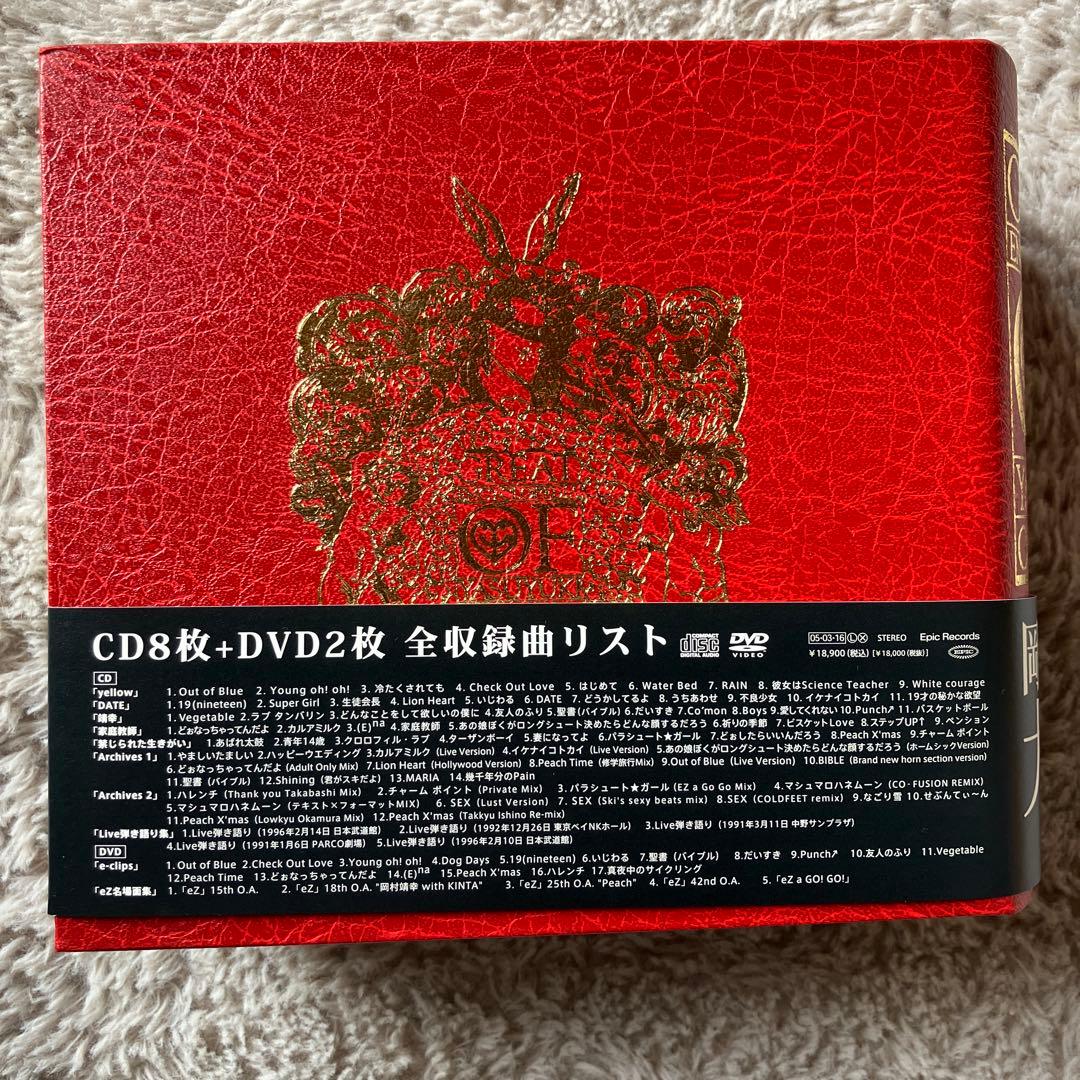 GREAT
OF
YASUYUKI
CD8枚+DVD2枚 全収録曲リスト
COMPACT disc DIGITAL AUDIO
DVD VIDEO
05-03-16 Ⓛ Ⓧ STEREO Epic Records
¥18,900(税込)[¥18,000(税抜)] EPIC
CD
「yellow」 1.Out of Blue 2.Young oh! oh! 3.冷たくされても 4.Check Out Love 5.はじめて 6.Water Bed 7.RAIN 8.彼女はScience Teacher 9.White courage
「DATE」 1.19(nineteen) 2.Super Girl 3.生徒会長 4.Lion Heart 5.いじわる 6.DATE 7.どうかしてるよ 8.うちあわせ 9.不良少女 10.イケナイコトカイ 11.19才の秘かな欲望
「靖幸」 1.Vegetable 2.ラブ タンバリン 3.どんなことをして欲しいの僕に 4.友人のふり 5.聖書(バイブル) 6.だいすき 7.Co'mon 8.Boys 9.愛してくれない 10.Punch↗ 11.バスケットボール
「家庭教師」 1.どぉなっちゃってんだよ 2.カルアミルク 3.(E)na 4.家庭教師 5.あの娘ぼくがロングシュート決めたらどんな顔するだろう 6.祈りの季節 7.ビスケットLove 8.ステップUP↑ 9.ペンション
「禁じられた生きがい」 1.あばれ太鼓 2.青年14歳 3.クロロフィル・ラブ 4.ターザンボーイ 5.妻になってよ 6.パラシュート★ガール 7.どぉしたらいいんだろう 8.Peach X'mas 9.チャーム ポイント
「Archives 1」 1.やましいたましい 2.ハッピーウエディング 3.カルアミルク (Live Version) 4.イケナイコトカイ (Live Version) 5.あの娘ぼくがロングシュート決めたらどんな顔するだろう (ホームシックVersion)
6.どぉなっちゃってんだよ (Adult Only Mix) 7.Lion Heart (Hollywood Version) 8.Peach Time (修学旅行Mix) 9.Out of Blue (Live Version) 10.BIBLE (Brand new horn section version)
11.聖書 (バイブル) 12.Shining (君がスキだよ) 13.MARIA 14.幾千年分のPain
「Archives 2」 1.ハレンチ (Thank you Takabashi Mix) 2.チャーム ポイント (Private Mix) 3.パラシュート★ガール (EZ a Go Go Mix) 4.マシュマロハネムーン (CO-FUSION REMIX)
5.マシュマロハネムーン (テキスト×フォーマットMIX) 6.SEX (Lust Version) 7.SEX (Ski's sexy beats mix) 8.SEX (COLDFEET remix) 9.なごり雪 10.せぶんてぃ〜ん
11.Peach X'mas (Lowkyu Okamura Mix) 12.Peach X'mas (Takkyu Ishino Re-mix)
「Live弾き語り集」 1.Live弾き語り (1996年2月14日 日本武道館) 2.Live弾き語り (1992年12月26日 東京ベイNKホール) 3.Live弾き語り (1991年3月11日 中野サンプラザ)
4.Live弾き語り (1991年1月6日 PARCO劇場) 5.Live弾き語り (1996年2月10日 日本武道館)
DVD
「e-clips」 1.Out of Blue 2.Check Out Love 3.Young oh! oh! 4.Dog Days 5.19(nineteen) 6.いじわる 7.聖書 (バイブル) 8.だいすき 9.Punch↗ 10.友人のふり 11.Vegetable
12.Peach Time 13.どぉなっちゃってんだよ 14.(E)na 15.Peach X'mas 16.ハレンチ 17.真夜中のサイクリング
「eZ名場面集」 1.「eZ」15th O.A. 2.「eZ」18th O.A. "岡村靖幸 with KINTA" 3.「eZ」25th O.A. "Peach" 4.「eZ」42nd O.A. 5.「eZ a GO! GO!」